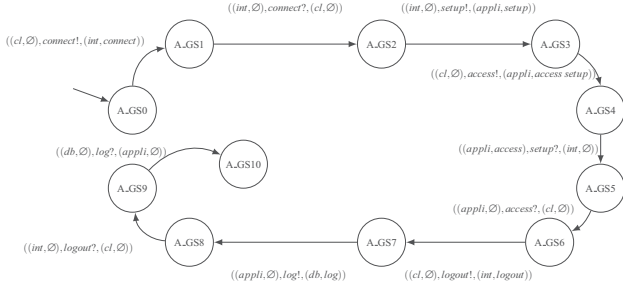 ((int,∅),connect?,(cl,∅))
((int,∅),setup!,(appli,setup))
((cl,∅),connect!,(int,connect))
A_GS1
A_GS2
A_GS3
((cl,∅),access!,(appli,access setup))
A_GS0
A_GS4
((db,∅),log?,(appli,∅))
((appli,access),setup?,(int,∅))
A_GS10
A_GS9
A_GS5
((appli,∅),access?,(cl,∅))
((int,∅),logout?,(cl,∅))
A_GS8
A_GS7
A_GS6
((appli,∅),log!,(db,log))
((cl,∅),logout!,(int,logout))